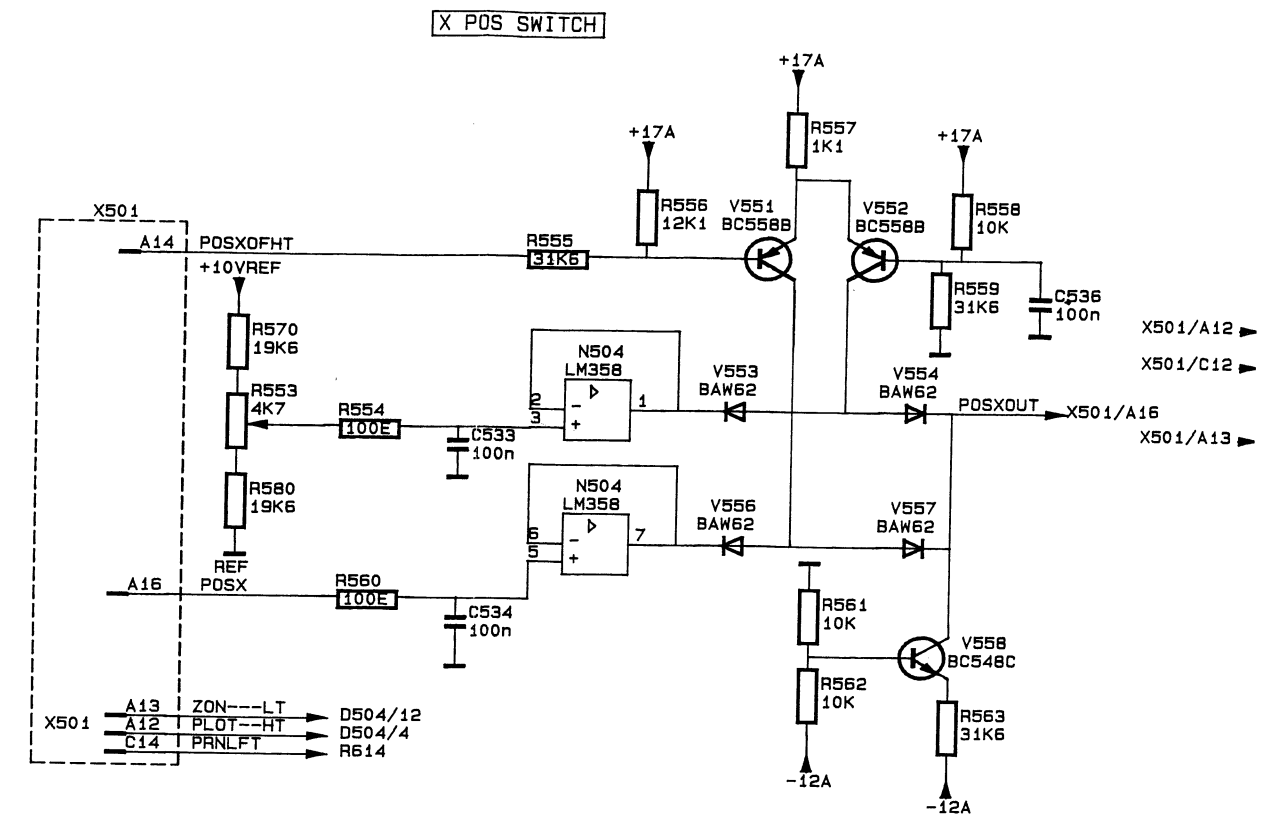 X POS SWITCH
+17A
R557
1K1
+17A
+17A
R556
12K1
V551
BC558B
V552
BC558B
R558
10K
X501
A14
POSXOFHT
R555
31K6
+10VREF
R559
31K6
C536
100n
R570
19K6
X501/A12
X501/C12
N504
LM358
V553
BAW62
V554
BAW62
R553
4K7
R554
100E
2
-
3
+
1
POSXOUT
X501/A16
X501/A13
C533
100n
R580
19K6
N504
LM358
V556
BAW62
V557
BAW62
6
-
5
+
7
REF
A16
POSX
R560
100E
C534
100n
R561
10K
V558
BC548C
R562
10K
R563
31K6
X501
A13 ZON---LT D504/12
A12 PLOT--HT D504/4
C14 PRNLFT R614
-12A
-12A